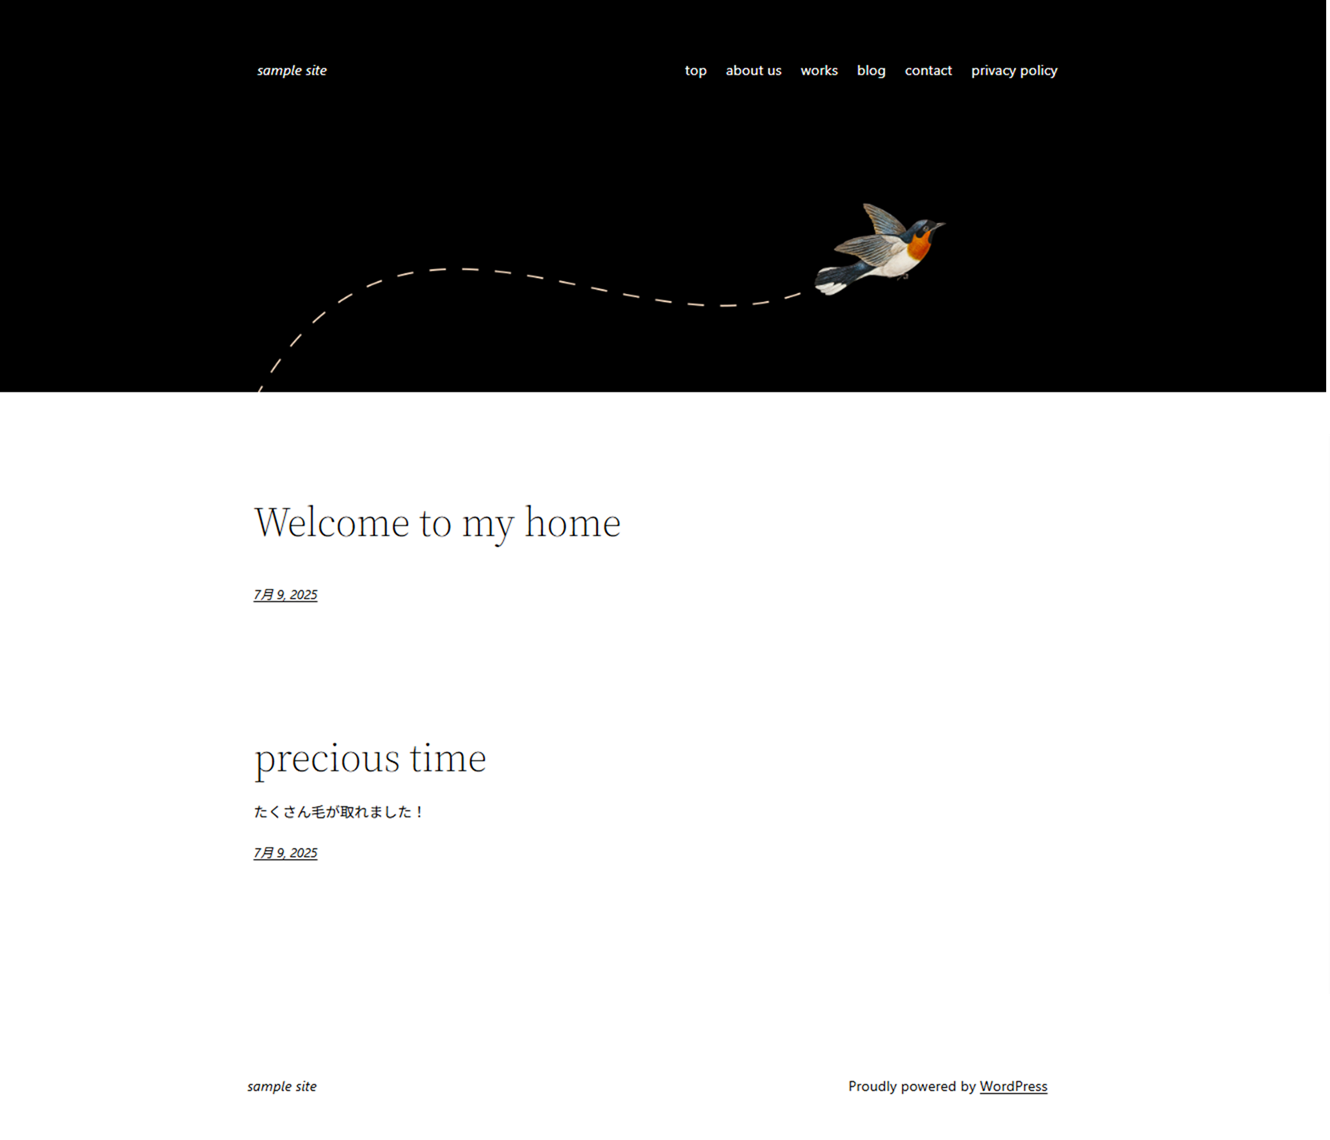 sample site
top about us works blog contact privacy policy
Welcome to my home
7月 9, 2025
precious time
たくさん毛が取れました！
7月 9, 2025
sample site
Proudly powered by WordPress